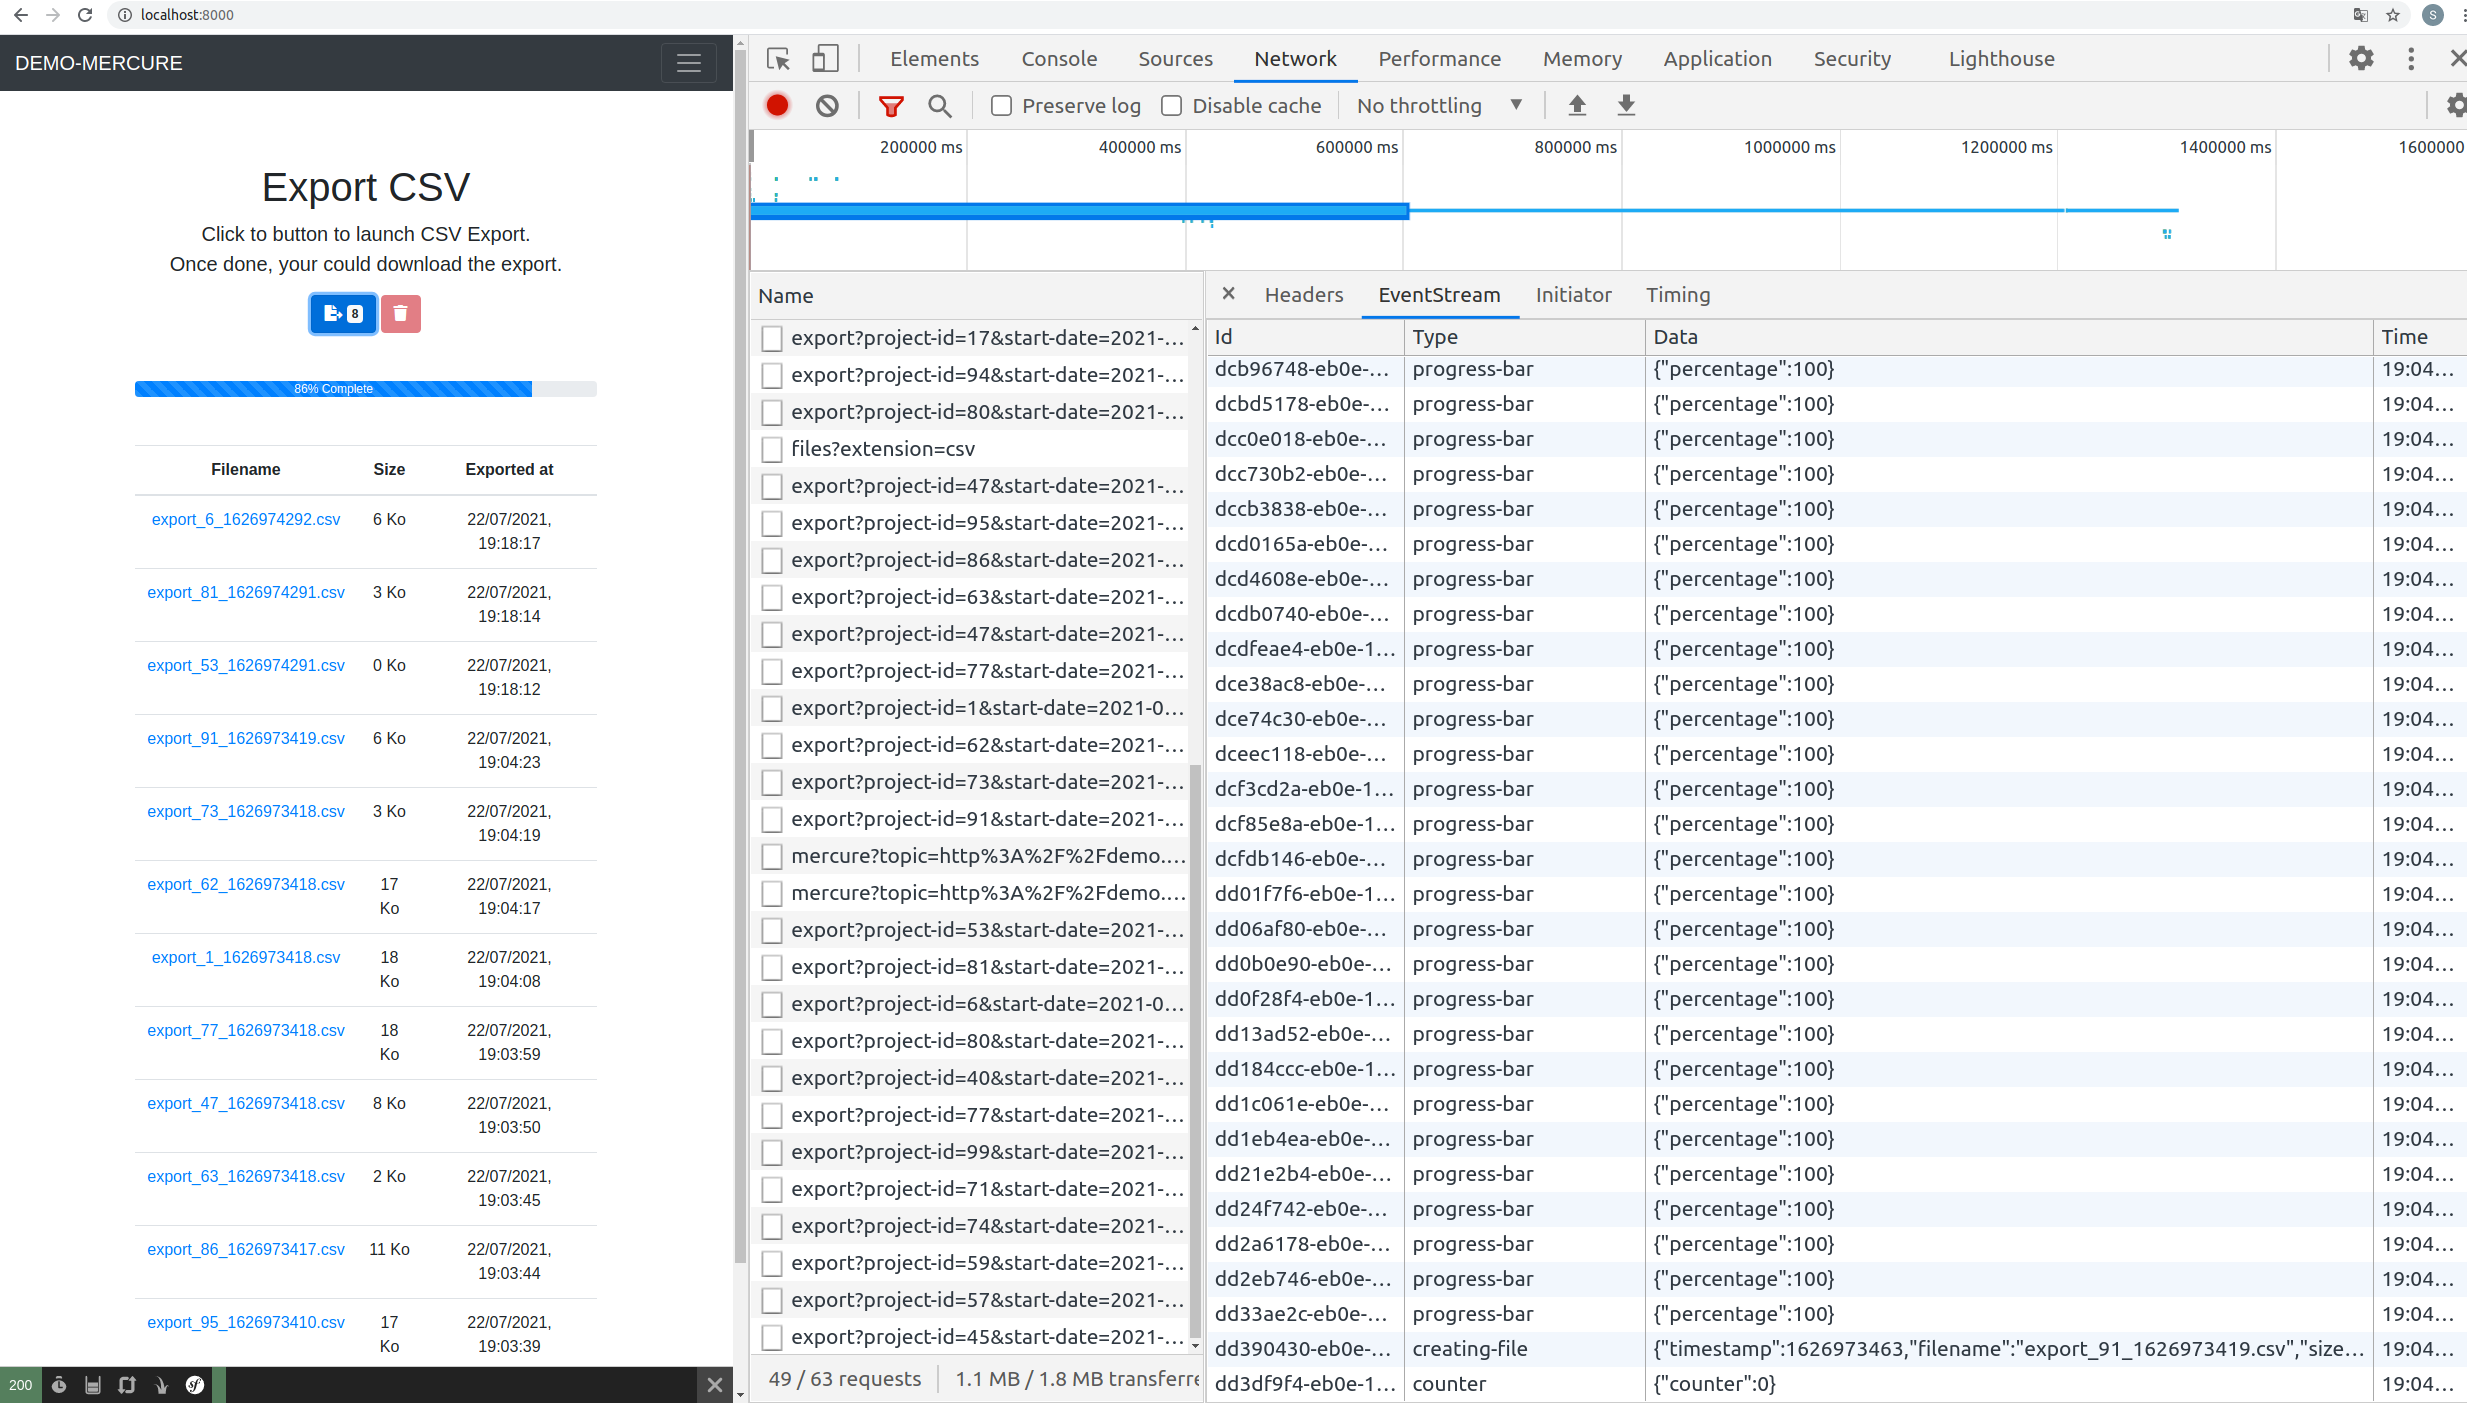 localhost:8000
S
DEMO-MERCURE
Export CSV
Click to button to launch CSV Export.
Once done, your could download the export.
8
86% Complete
Filename Size Exported at
export_6_1626974292.csv 6 Ko 22/07/2021, 19:18:17
export_81_1626974291.csv 3 Ko 22/07/2021, 19:18:14
export_53_1626974291.csv 0 Ko 22/07/2021, 19:18:12
export_91_1626973419.csv 6 Ko 22/07/2021, 19:04:23
export_73_1626973418.csv 3 Ko 22/07/2021, 19:04:19
export_62_1626973418.csv 17 Ko 22/07/2021, 19:04:17
export_1_1626973418.csv 18 Ko 22/07/2021, 19:04:08
export_77_1626973418.csv 18 Ko 22/07/2021, 19:03:59
export_47_1626973418.csv 8 Ko 22/07/2021, 19:03:50
export_63_1626973418.csv 2 Ko 22/07/2021, 19:03:45
export_86_1626973417.csv 11 Ko 22/07/2021, 19:03:44
export_95_1626973410.csv 17 Ko 22/07/2021, 19:03:39
200
sf
Elements Console Sources Network Performance Memory Application Security Lighthouse
Preserve log Disable cache No throttling
200000 ms 400000 ms 600000 ms 800000 ms 1000000 ms 1200000 ms 1400000 ms 1600000
Name
export?project-id=17&start-date=2021-...
export?project-id=94&start-date=2021-...
export?project-id=80&start-date=2021-...
files?extension=csv
export?project-id=47&start-date=2021-...
export?project-id=95&start-date=2021-...
export?project-id=86&start-date=2021-...
export?project-id=63&start-date=2021-...
export?project-id=47&start-date=2021-...
export?project-id=77&start-date=2021-...
export?project-id=1&start-date=2021-0...
export?project-id=62&start-date=2021-...
export?project-id=73&start-date=2021-...
export?project-id=91&start-date=2021-...
mercure?topic=http%3A%2F%2Fdemo....
mercure?topic=http%3A%2F%2Fdemo....
export?project-id=53&start-date=2021-...
export?project-id=81&start-date=2021-...
export?project-id=6&start-date=2021-0...
export?project-id=80&start-date=2021-...
export?project-id=40&start-date=2021-...
export?project-id=77&start-date=2021-...
export?project-id=99&start-date=2021-...
export?project-id=71&start-date=2021-...
export?project-id=74&start-date=2021-...
export?project-id=59&start-date=2021-...
export?project-id=57&start-date=2021-...
export?project-id=45&start-date=2021-...
49 / 63 requests 1.1 MB / 1.8 MB transferre
Headers EventStream Initiator Timing
Id Type Data Time
dcb96748-eb0e-... progress-bar {"percentage":100} 19:04...
dcbd5178-eb0e-... progress-bar {"percentage":100} 19:04...
dcc0e018-eb0e-... progress-bar {"percentage":100} 19:04...
dcc730b2-eb0e-... progress-bar {"percentage":100} 19:04...
dccb3838-eb0e-... progress-bar {"percentage":100} 19:04...
dcd0165a-eb0e-... progress-bar {"percentage":100} 19:04...
dcd4608e-eb0e-... progress-bar {"percentage":100} 19:04...
dcdb0740-eb0e-... progress-bar {"percentage":100} 19:04...
dcdfeae4-eb0e-1... progress-bar {"percentage":100} 19:04...
dce38ac8-eb0e-... progress-bar {"percentage":100} 19:04...
dce74c30-eb0e-... progress-bar {"percentage":100} 19:04...
dceec118-eb0e-... progress-bar {"percentage":100} 19:04...
dcf3cd2a-eb0e-1... progress-bar {"percentage":100} 19:04...
dcf85e8a-eb0e-1... progress-bar {"percentage":100} 19:04...
dcfdb146-eb0e-... progress-bar {"percentage":100} 19:04...
dd01f7f6-eb0e-1... progress-bar {"percentage":100} 19:04...
dd06af80-eb0e-... progress-bar {"percentage":100} 19:04...
dd0b0e90-eb0e-... progress-bar {"percentage":100} 19:04...
dd0f28f4-eb0e-1... progress-bar {"percentage":100} 19:04...
dd13ad52-eb0e-... progress-bar {"percentage":100} 19:04...
dd184ccc-eb0e-1... progress-bar {"percentage":100} 19:04...
dd1c061e-eb0e-... progress-bar {"percentage":100} 19:04...
dd1eb4ea-eb0e-... progress-bar {"percentage":100} 19:04...
dd21e2b4-eb0e-... progress-bar {"percentage":100} 19:04...
dd24f742-eb0e-... progress-bar {"percentage":100} 19:04...
dd2a6178-eb0e-... progress-bar {"percentage":100} 19:04...
dd2eb746-eb0e-... progress-bar {"percentage":100} 19:04...
dd33ae2c-eb0e-... progress-bar {"percentage":100} 19:04...
dd390430-eb0e-... creating-file {"timestamp":1626973463,"filename":"export_91_1626973419.csv","size... 19:04...
dd3df9f4-eb0e-1... counter {"counter":0} 19:04...